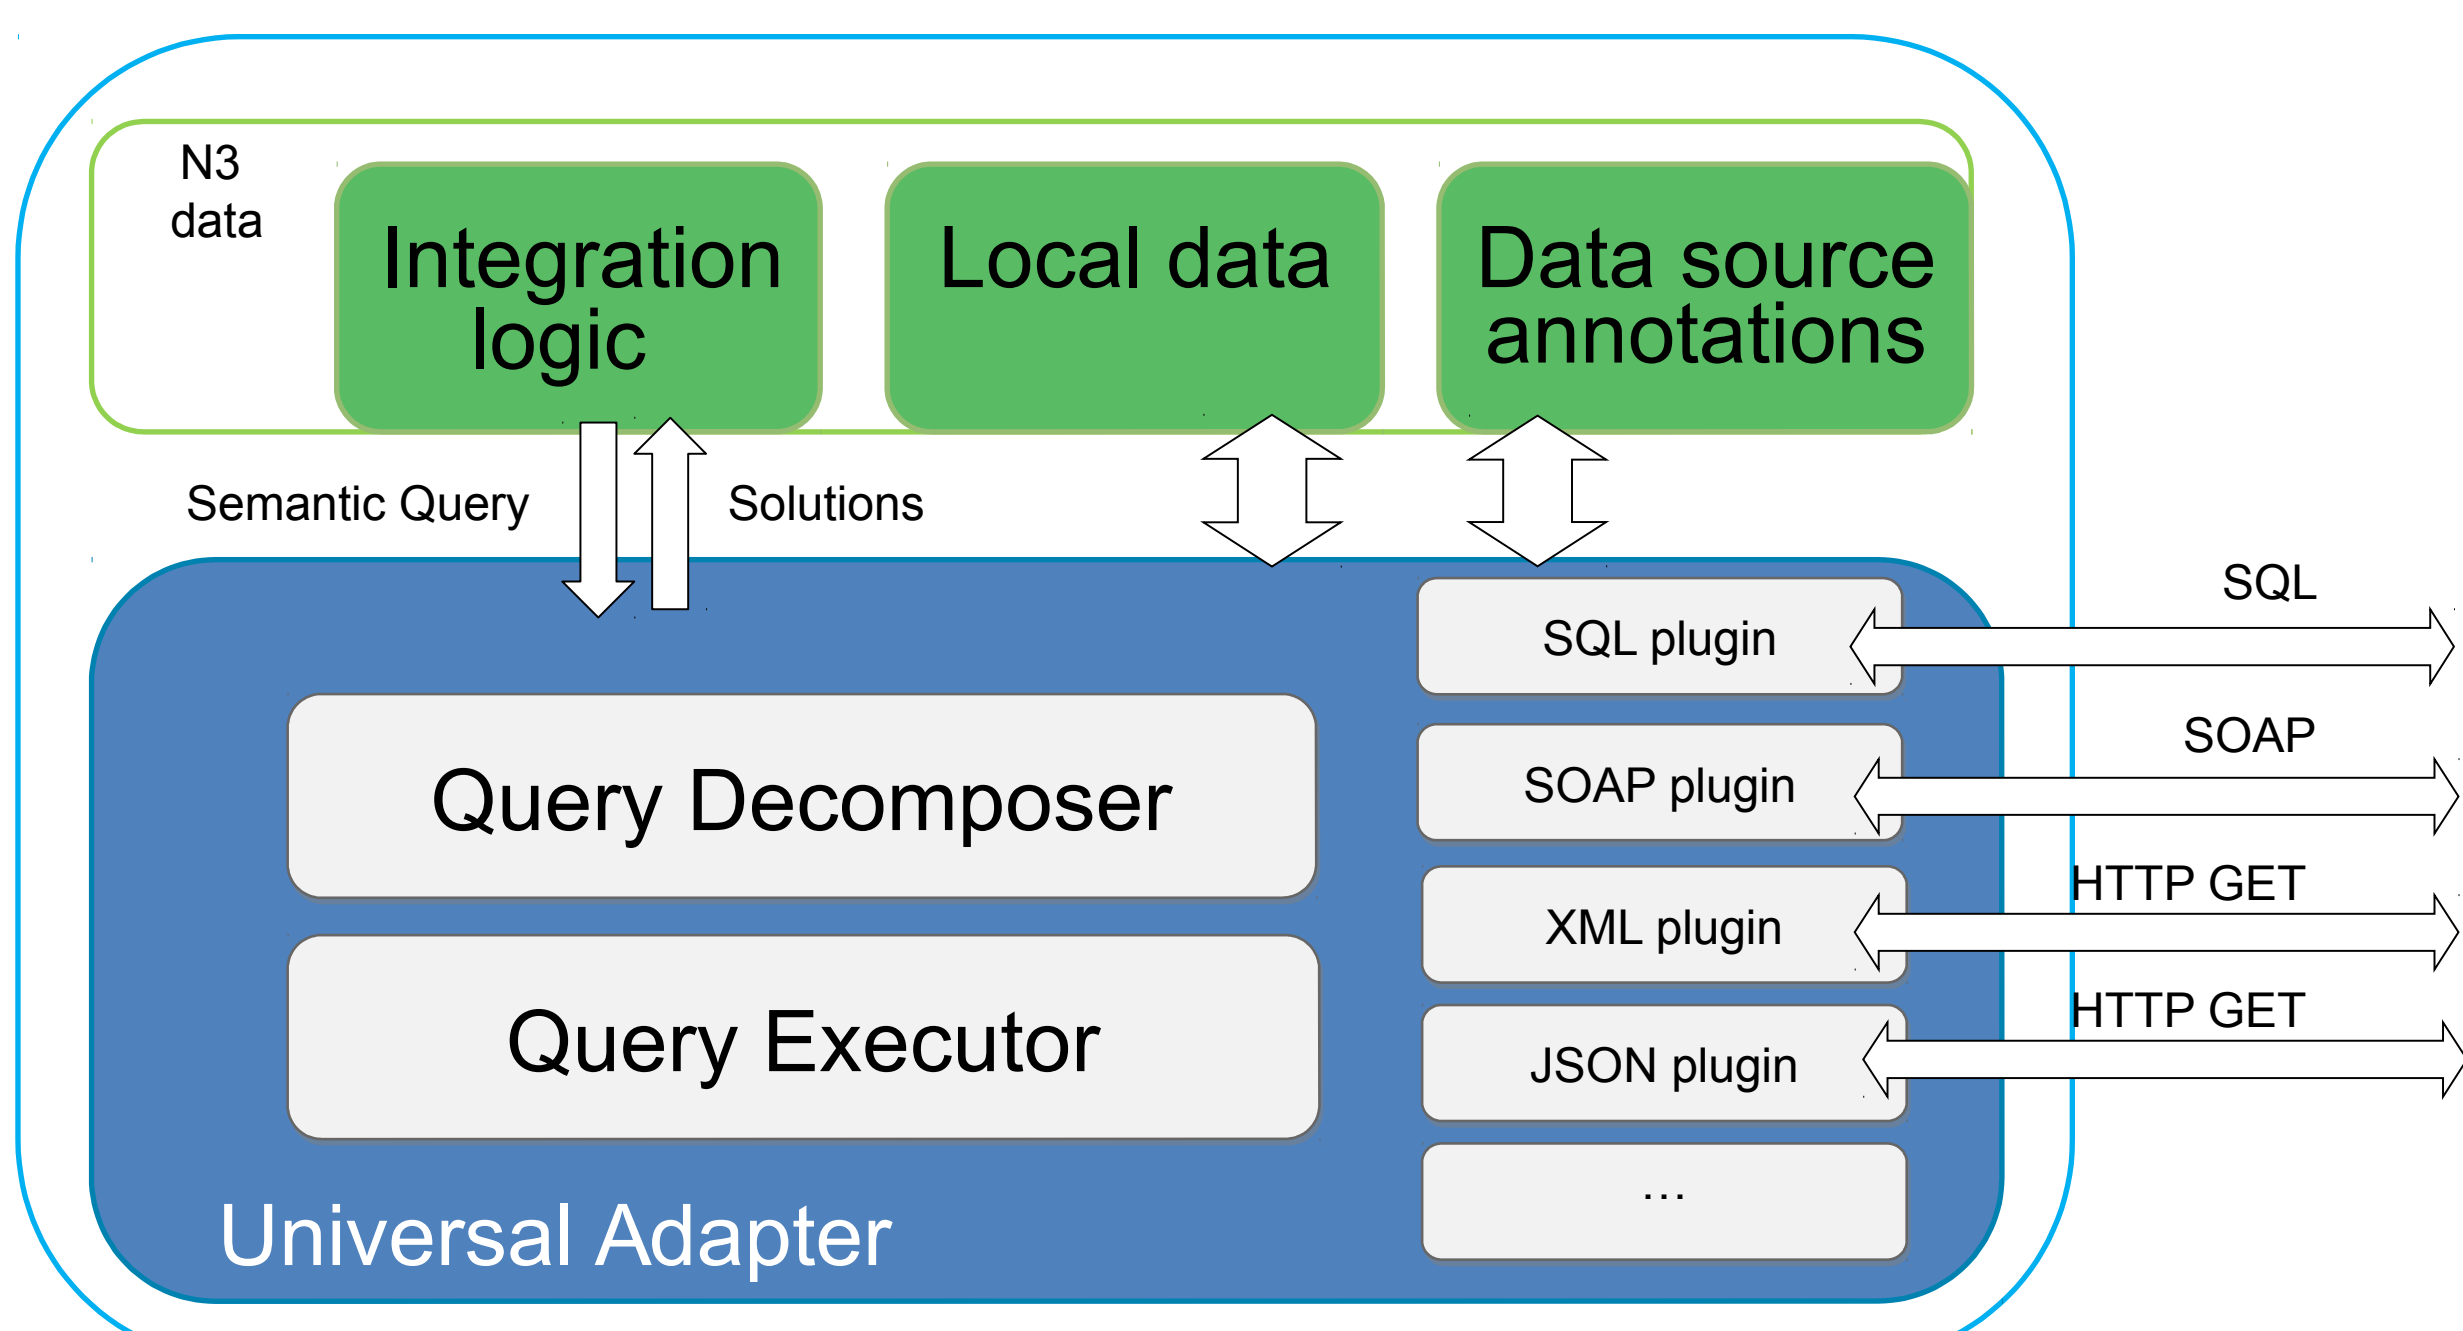 N3
data
Integration
logic
Local data
Data source
annotations
Semantic Query
Solutions
SQL plugin
SQL
SOAP plugin
SOAP
Query Decomposer
XML plugin
HTTP GET
Query Executor
JSON plugin
HTTP GET
...
Universal Adapter